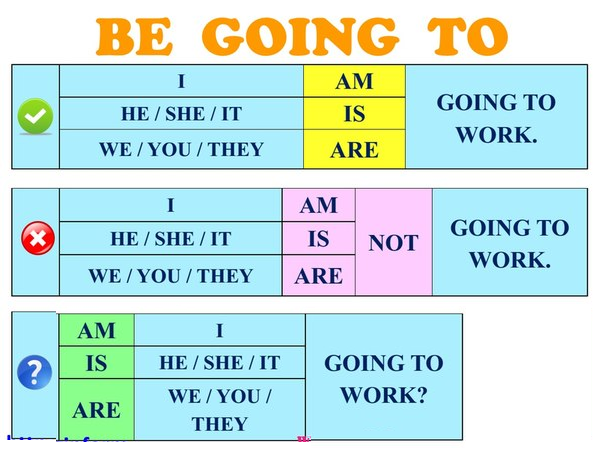 BE GOING TO
I AM
HE / SHE / IT IS
WE / YOU / THEY ARE
GOING TO
WORK.
I AM
HE / SHE / IT IS
WE / YOU / THEY ARE
NOT
GOING TO
WORK.
AM I
IS HE / SHE / IT
ARE WE / YOU /
THEY
GOING TO
WORK?